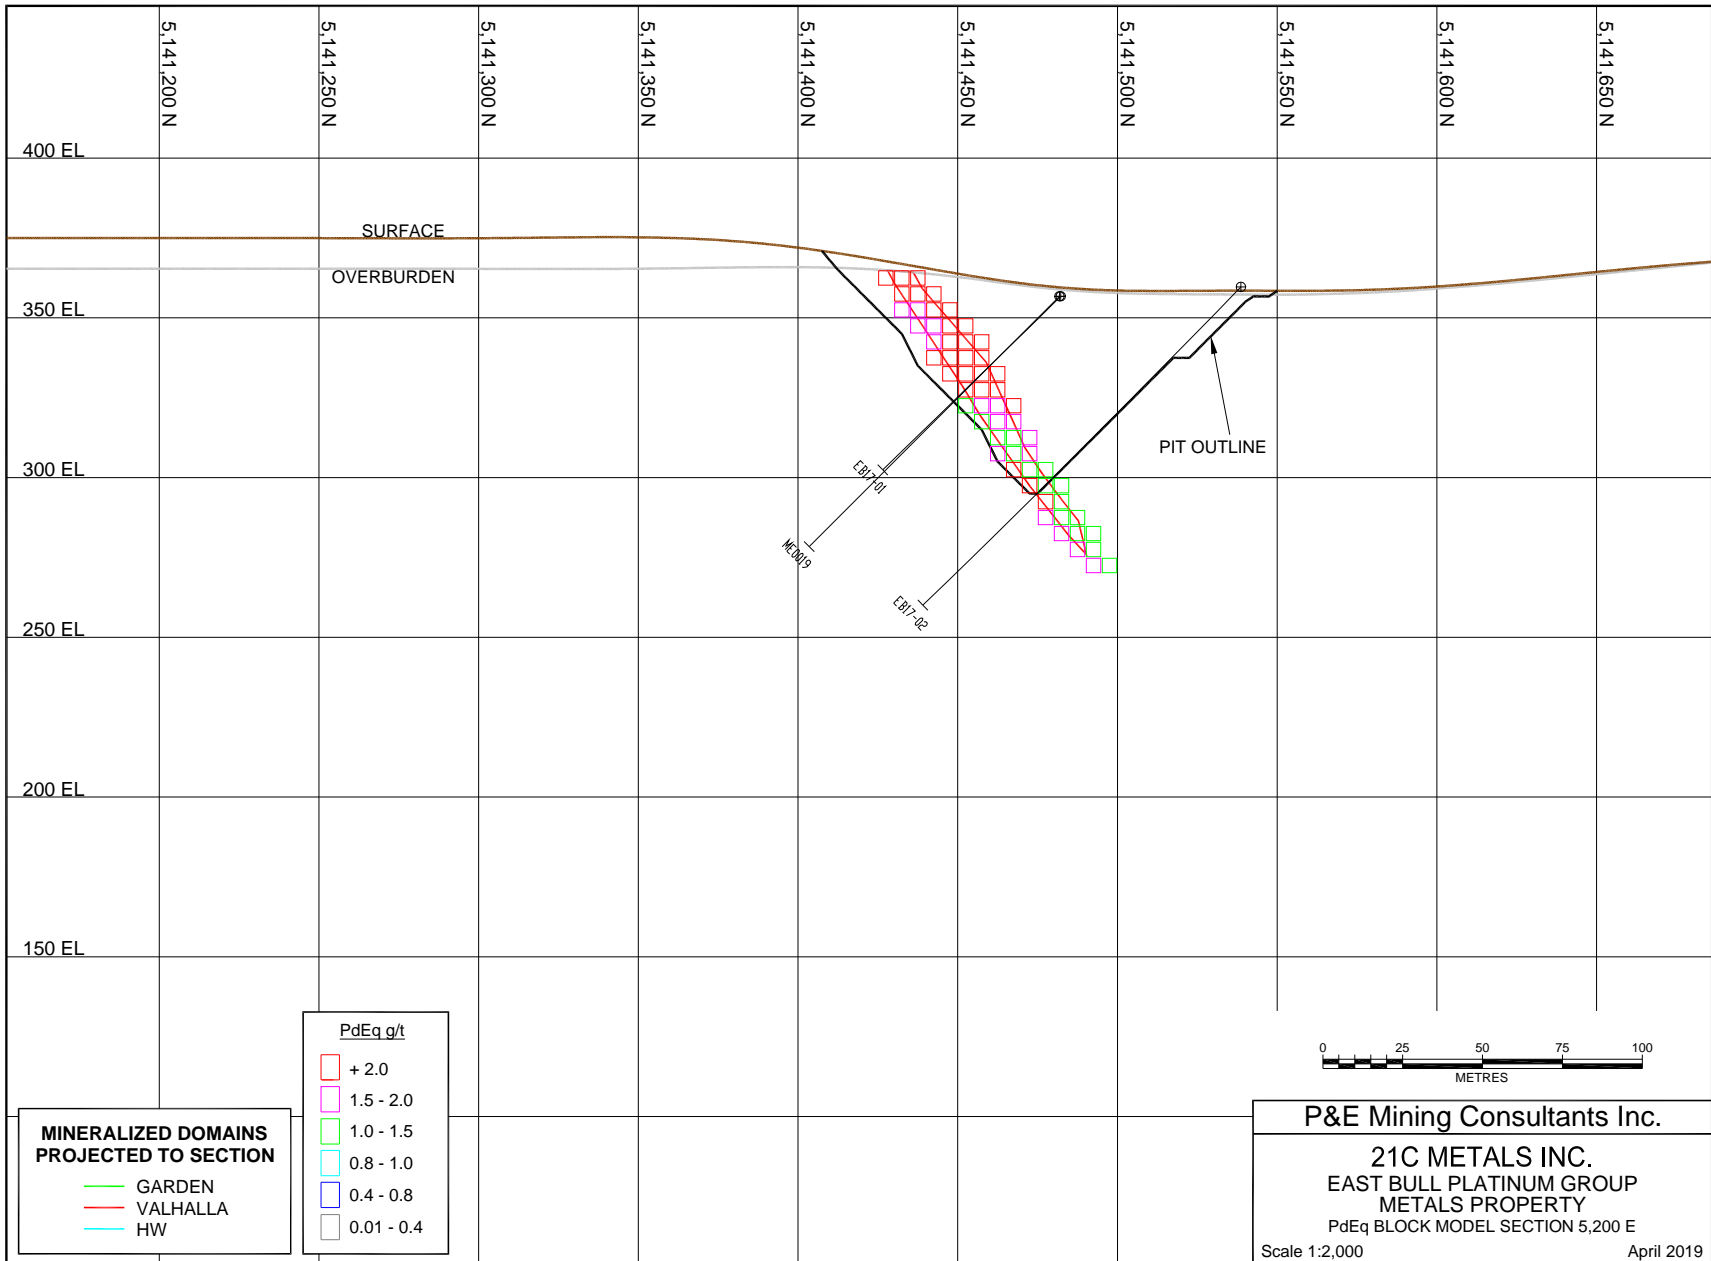 5,141,200 N
5,141,250 N
5,141,300 N
5,141,350 N
5,141,400 N
5,141,450 N
5,141,500 N
5,141,550 N
5,141,600 N
5,141,650 N
400 EL
SURFACE
OVERBURDEN
350 EL
PIT OUTLINE
300 EL
EB17-01
ME0019
EB17-02
250 EL
200 EL
150 EL
PdEq g/t
+ 2.0
1.5 - 2.0
1.0 - 1.5
0.8 - 1.0
0.4 - 0.8
0.01 - 0.4
MINERALIZED DOMAINS
PROJECTED TO SECTION
GARDEN
VALHALLA
HW
0 25 50 75 100
METRES
P&E Mining Consultants Inc.
21C METALS INC.
EAST BULL PLATINUM GROUP
METALS PROPERTY
PdEq BLOCK MODEL SECTION 5,200 E
Scale 1:2,000 April 2019